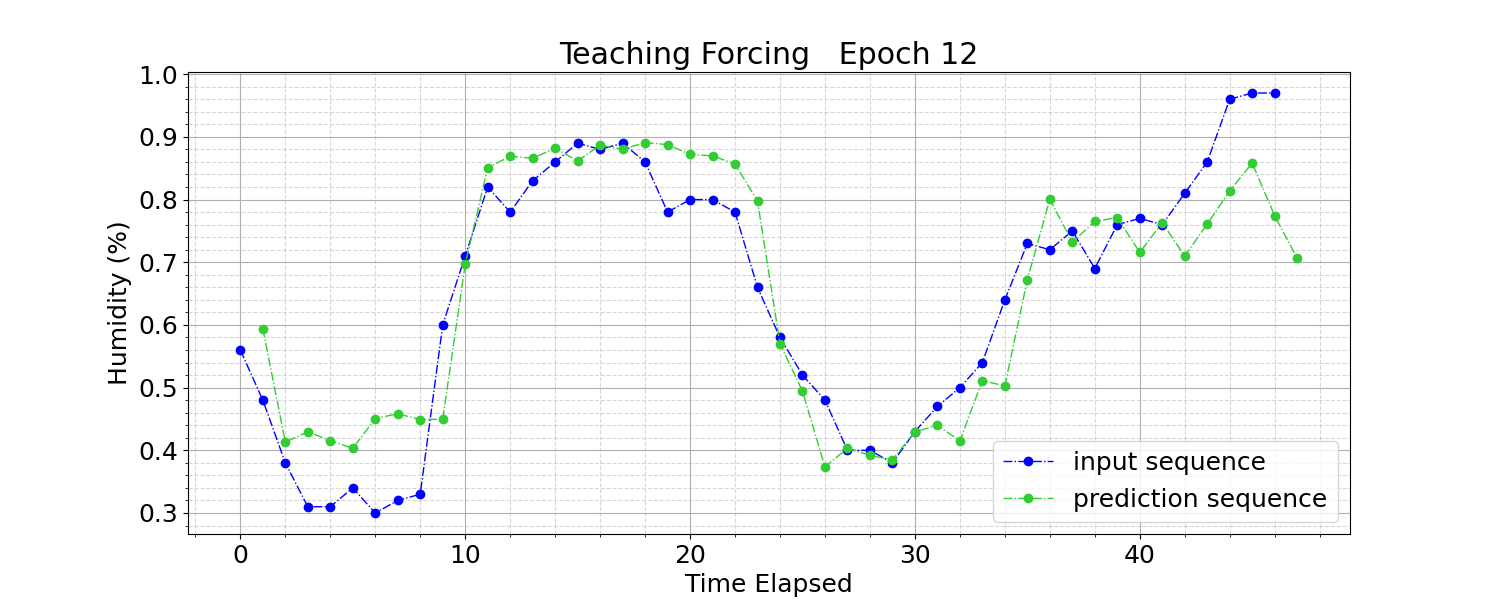 Teaching Forcing   Epoch 12
1.0
0.9
0.8
0.7
0.6
0.5
0.4
0.3
Humidity (%)
input sequence
prediction sequence
0 10 20 30 40
Time Elapsed